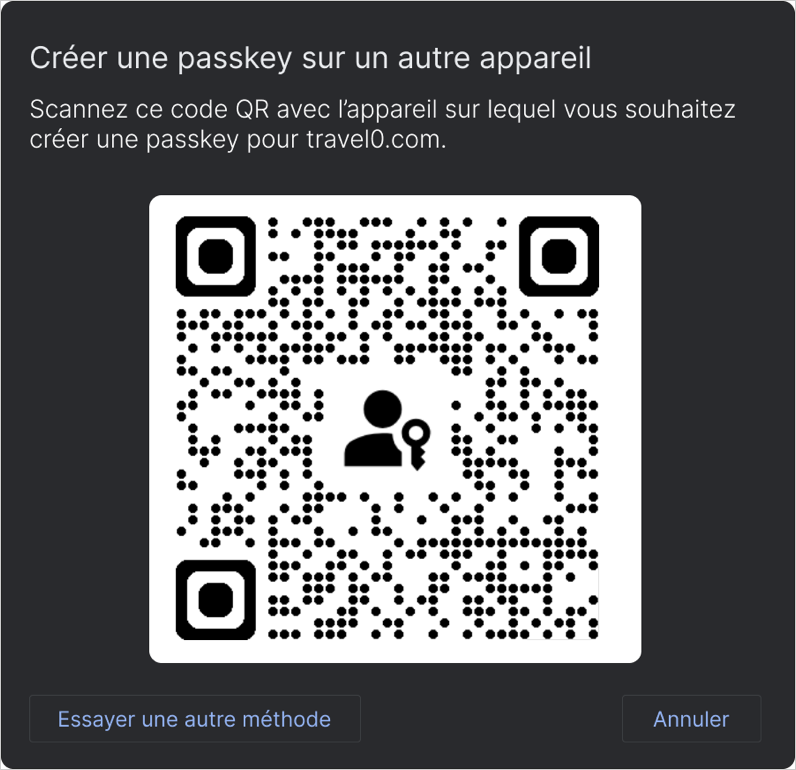 Créer une passkey sur un autre appareil
Scannez ce code QR avec l’appareil sur lequel vous souhaitez
créer une passkey pour travel0.com.
Essayer une autre méthode
Annuler